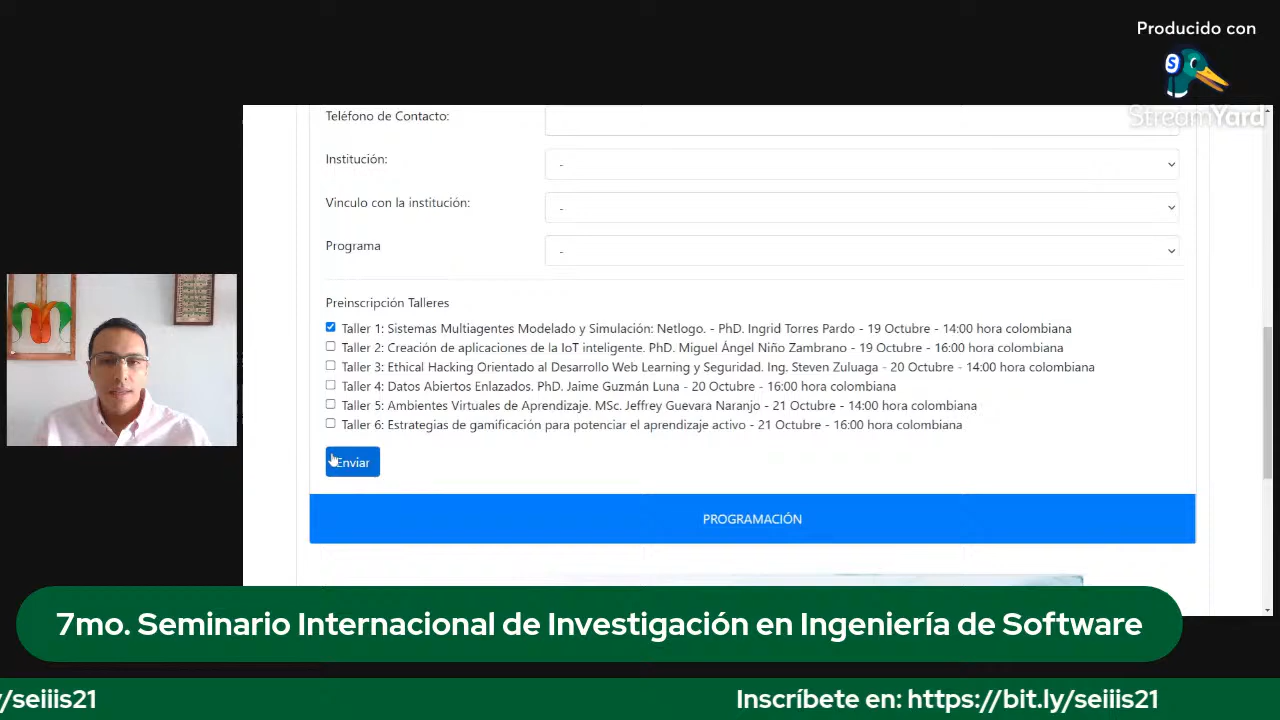 Producido con
S
StreamYard
Teléfono de Contacto:
Institución:
-
Vinculo con la institución:
-
Programa
-
Preinscripción Talleres
Taller 1: Sistemas Multiagentes Modelado y Simulación: Netlogo. - PhD. Ingrid Torres Pardo - 19 Octubre - 14:00 hora colombiana
Taller 2: Creación de aplicaciones de la IoT inteligente. PhD. Miguel Ángel Niño Zambrano - 19 Octubre - 16:00 hora colombiana
Taller 3: Ethical Hacking Orientado al Desarrollo Web Learning y Seguridad. Ing. Steven Zuluaga - 20 Octubre - 14:00 hora colombiana
Taller 4: Datos Abiertos Enlazados. PhD. Jaime Guzmán Luna - 20 Octubre - 16:00 hora colombiana
Taller 5: Ambientes Virtuales de Aprendizaje. MSc. Jeffrey Guevara Naranjo - 21 Octubre - 14:00 hora colombiana
Taller 6: Estrategias de gamificación para potenciar el aprendizaje activo - 21 Octubre - 16:00 hora colombiana
Enviar
PROGRAMACIÓN
7mo. Seminario Internacional de Investigación en Ingeniería de Software
y/seiiis21 Inscríbete en: https://bit.ly/seiiis21